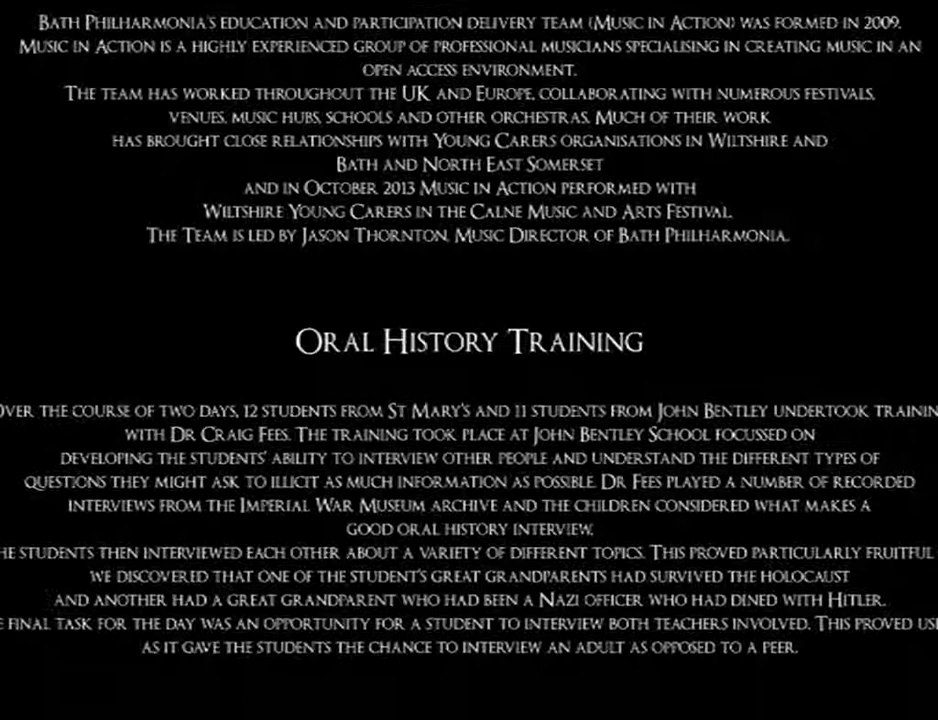 Bath Philharmonia's education and participation delivery team (Music in Action) was formed in 2009.
Music in Action is a highly experienced group of professional musicians specialising in creating music in an
open access environment.
The team has worked throughout the UK and Europe, collaborating with numerous festivals,
venues, music hubs, schools and other orchestras. Much of their work
has brought close relationships with Young Carers organisations in Wiltshire and
Bath and North East Somerset
and in October 2013 Music in Action performed with
Wiltshire Young Carers in the Calne Music and Arts Festival.
The Team is led by Jason Thornton, Music Director of Bath Philharmonia.
Oral History Training
Over the course of two days, 12 students from St Mary's and 11 students from John Bentley undertook
with Dr Craig Fees. The training took place at John Bentley School focussed on
developing the students' ability to interview other people and understand the different types of
questions they might ask to illicit as much information as possible. Dr Fees played a number of recorded
interviews from the Imperial War Museum archive and the children considered what makes a
good oral history interview.
students then interviewed each other about a variety of different topics. This proved particularly fruitful
we discovered that one of the student's great grandparents had survived the holocaust
and another had a great grandparent who had been a Nazi officer who had dined with Hitler.
final task for the day was an opportunity for a student to interview both teachers involved. This proved
as it gave the students the chance to interview an adult as opposed to a peer.